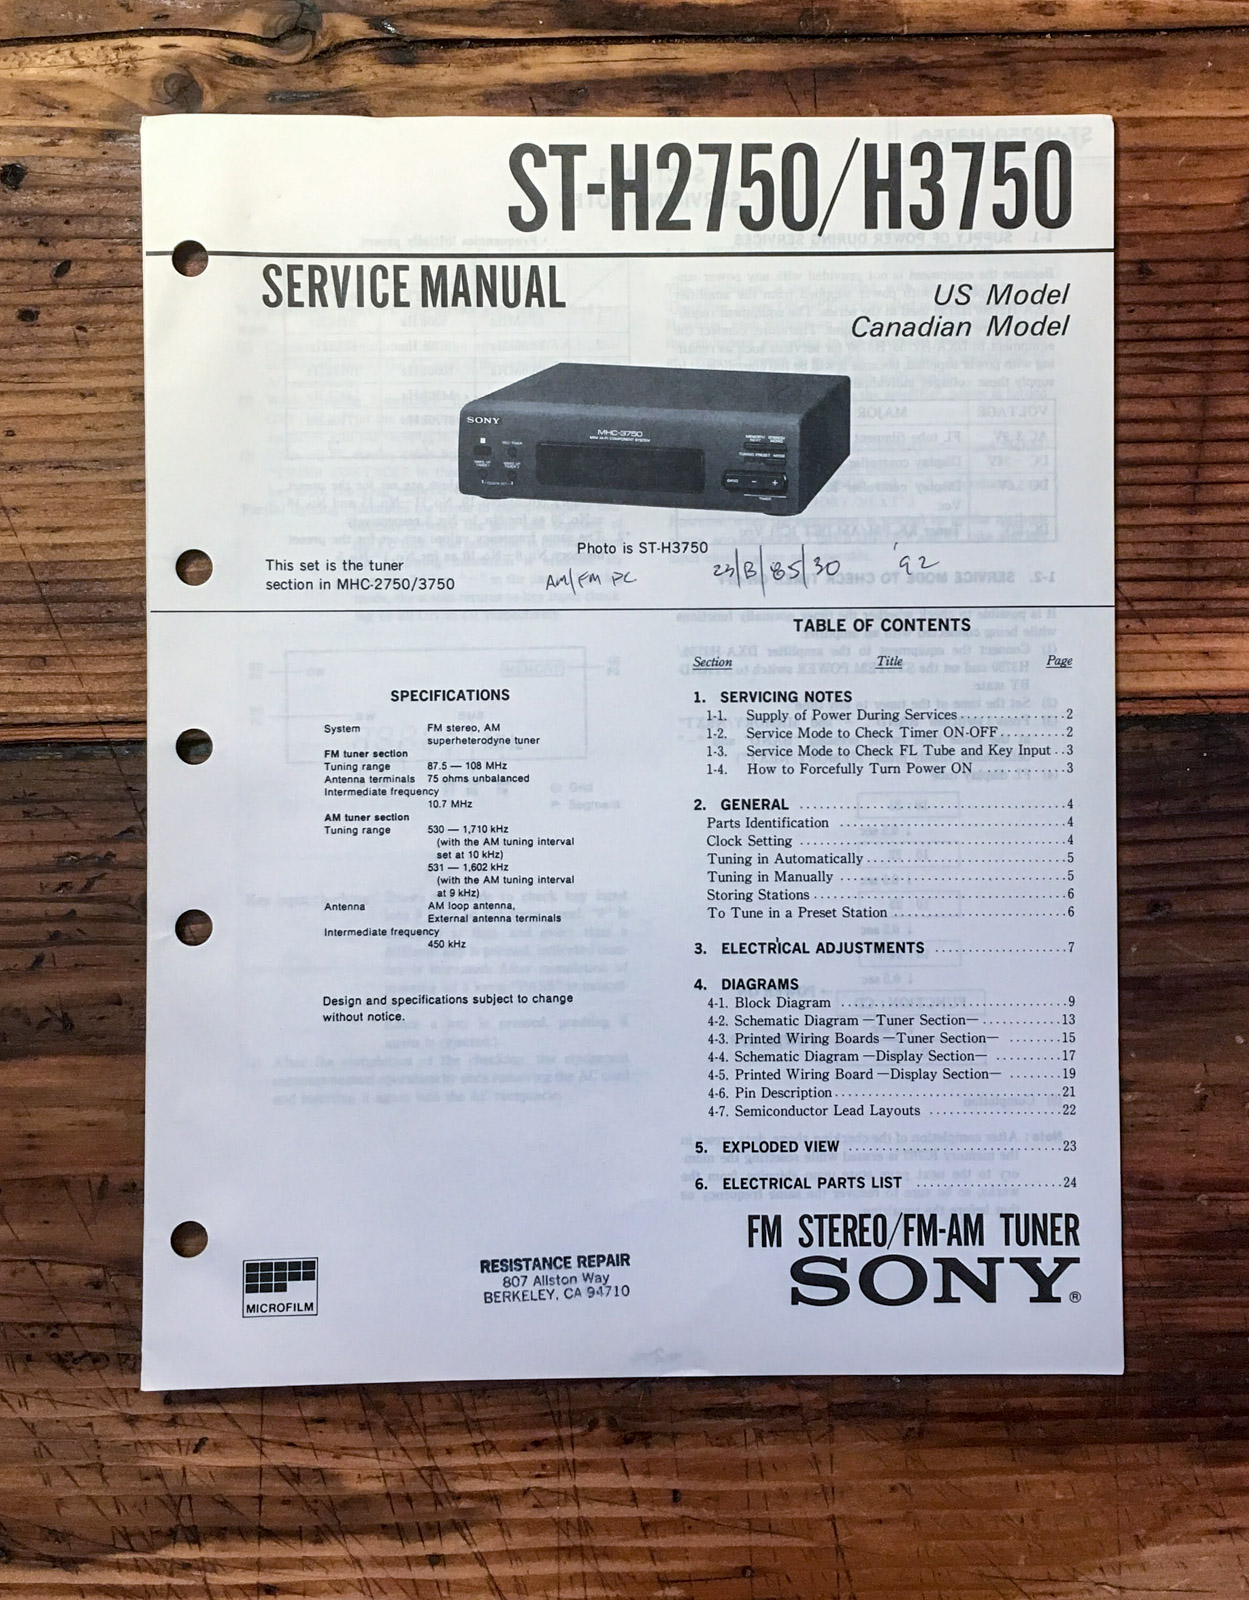 ST-H2750/H3750
SERVICE MANUAL
US Model
Canadian Model
SONY
MHC-3750
MINI HI-FI COMPONENT SYSTEM
Photo is ST-H3750
This set is the tuner
section in MHC-2750/3750
AM/FM PC 23/B/85/30 '92
TABLE OF CONTENTS
Section Title Page
SPECIFICATIONS
System FM stereo, AM
superheterodyne tuner
FM tuner section
Tuning range 87.5 — 108 MHz
Antenna terminals 75 ohms unbalanced
Intermediate frequency
10.7 MHz
AM tuner section
Tuning range 530 — 1,710 kHz
(with the AM tuning interval
set at 10 kHz)
531 — 1,602 kHz
(with the AM tuning interval
at 9 kHz)
Antenna AM loop antenna,
External antenna terminals
Intermediate frequency
450 kHz
Design and specifications subject to change
without notice.
1. SERVICING NOTES
1-1. Supply of Power During Services .............. 2
1-2. Service Mode to Check Timer ON-OFF .......... 2
1-3. Service Mode to Check FL Tube and Key Input .. 3
1-4. How to Forcefully Turn Power ON ............ 3
2. GENERAL .................................... 4
Parts Identification .............................. 4
Clock Setting .................................... 4
Tuning in Automatically .......................... 5
Tuning in Manually .............................. 5
Storing Stations .................................. 6
To Tune in a Preset Station ........................ 6
3. ELECTRICAL ADJUSTMENTS .................. 7
4. DIAGRAMS
4-1. Block Diagram .............................. 9
4-2. Schematic Diagram —Tuner Section— ........... 13
4-3. Printed Wiring Boards —Tuner Section— ........ 15
4-4. Schematic Diagram —Display Section— .......... 17
4-5. Printed Wiring Board —Display Section— ........ 19
4-6. Pin Description .............................. 21
4-7. Semiconductor Lead Layouts .................. 22
5. EXPLODED VIEW .............................. 23
6. ELECTRICAL PARTS LIST ...................... 24
FM STEREO/FM-AM TUNER
SONY®
MICROFILM
RESISTANCE REPAIR
807 Allston Way
BERKELEY, CA 94710